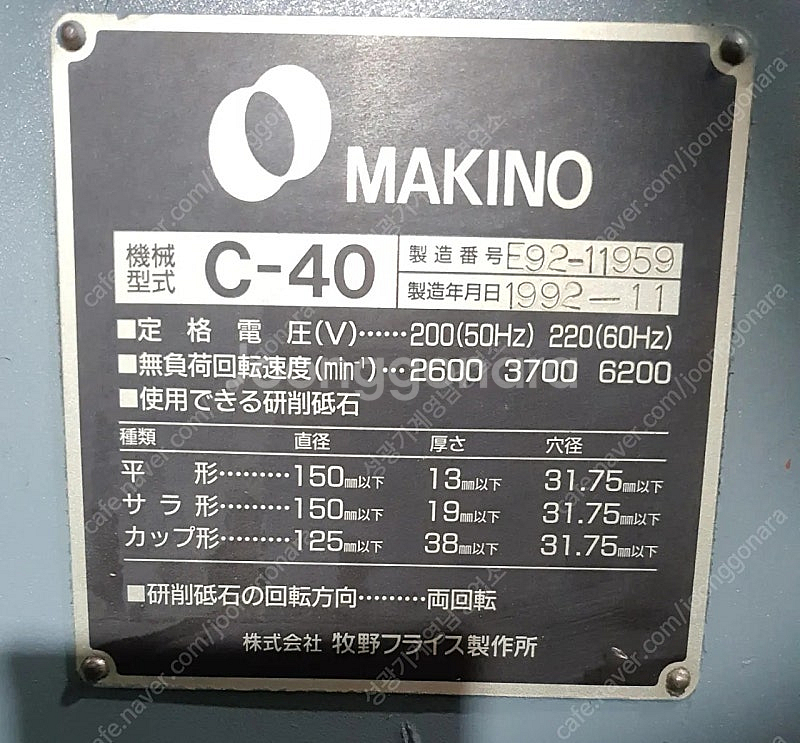 MAKINO
機械型式 C-40
製造番号 E92-11959
製造年月日 1992-11
■定格電圧(V)……200(50Hz) 220(60Hz)
■無負荷回転速度(min⁻¹)…2600 3700 6200
■使用できる研削砥石
種類 直径 厚さ 穴径
平形………150㎜以下 13㎜以下 31.75㎜以下
サラ形………150㎜以下 19㎜以下 31.75㎜以下
カップ形………125㎜以下 38㎜以下 31.75㎜以下
■研削砥石の回転方向………両回転
株式会社 牧野フライス製作所
joonggonara
cafe.naver.com/joonggonara